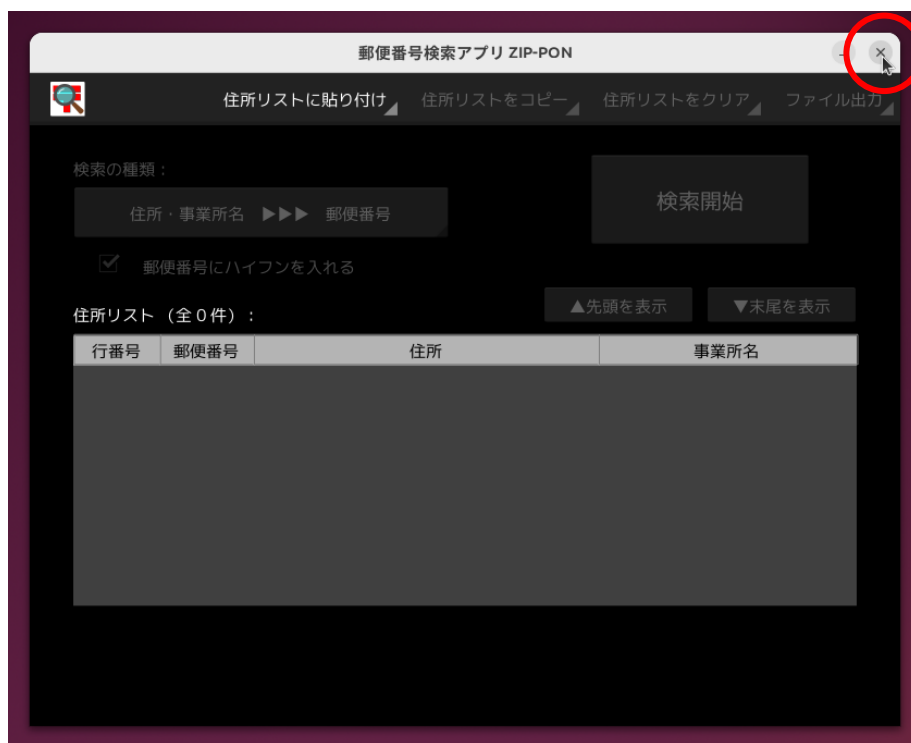 郵便番号検索アプリ ZIP-PON
住所リストに貼り付け 住所リストをコピー 住所リストをクリア ファイル出力
検索の種類：
住所・事業所名 ▶▶▶ 郵便番号
検索開始
郵便番号にハイフンを入れる
▲先頭を表示 ▼末尾を表示
住所リスト（全０件）：
行番号 郵便番号 住所 事業所名